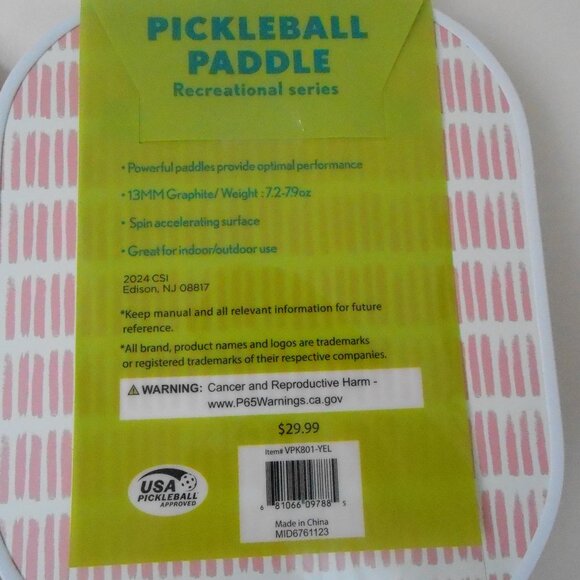 PICKLEBALL
PADDLE
Recreational series
• Powerful paddles provide optimal performance
• 13MM Graphite/ Weight : 7.2-7.9oz
• Spin accelerating surface
• Great for indoor/outdoor use
2024 CSI
Edison, NJ 08817
*Keep manual and all relevant information for future
reference.
*All brand, product names and logos are trademarks
or registered trademarks of their respective companies.
WARNING: Cancer and Reproductive Harm -
www.P65Warnings.ca.gov
$29.99
Item# VPK801-YEL
6 81066 09788 5
Made in China
MID6761123
USA
PICKLEBALL
APPROVED